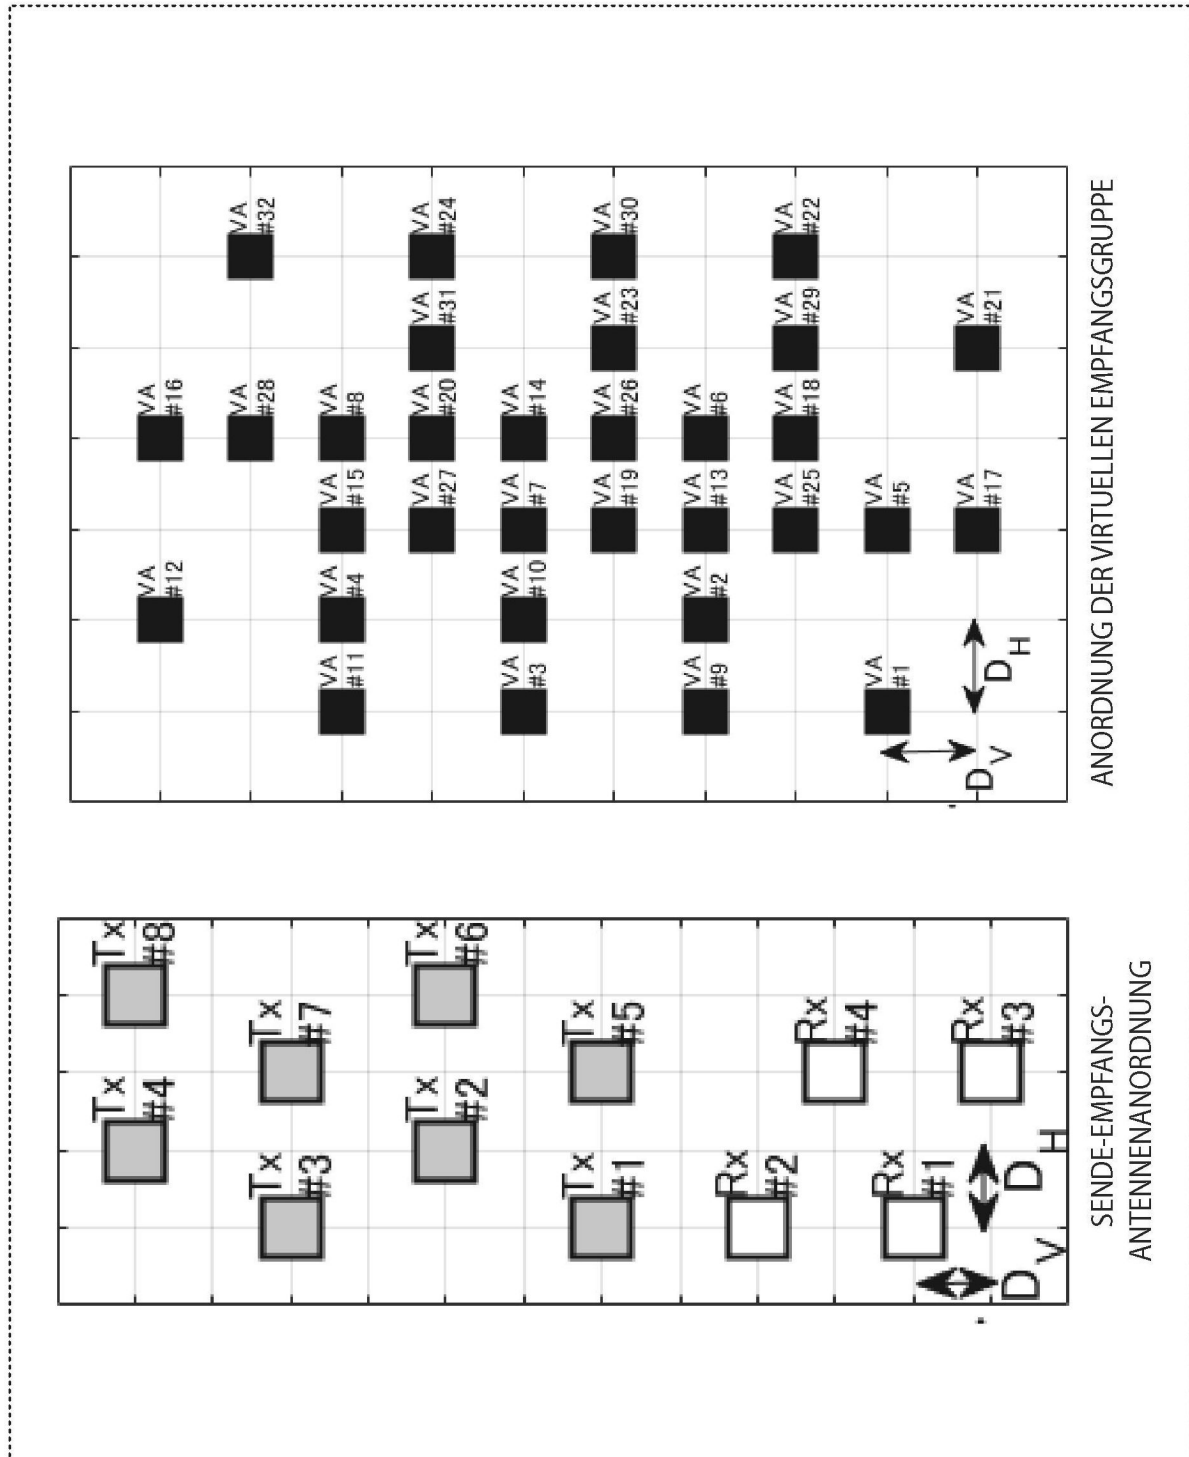 Tx
#4
Tx
#8
Tx
#3
Tx
#7
Tx
#2
Tx
#6
Tx
#1
Tx
#5
Rx
#2
Rx
#4
Rx
#1
Rx
#3
DV
DH
SENDE-EMPFANGS-
ANTENNENANORDNUNG
VA
#12
VA
#16
VA
#28
VA
#32
VA
#11
VA
#4
VA
#15
VA
#8
VA
#27
VA
#20
VA
#31
VA
#24
VA
#3
VA
#10
VA
#7
VA
#14
VA
#19
VA
#26
VA
#23
VA
#30
VA
#9
VA
#2
VA
#13
VA
#6
VA
#25
VA
#18
VA
#29
VA
#22
VA
#1
VA
#5
VA
#17
VA
#21
DV
DH
ANORDNUNG DER VIRTUELLEN EMPFANGSGRUPPE